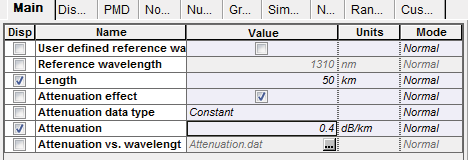 Main Dis... PMD No... Nu... Gr... Sim... N... Ran... Cus...
Disp Name Value Units Mode
User defined reference wa Normal
Reference wavelength 1310 nm Normal
Length 50 km Normal
Attenuation effect Normal
Attenuation data type Constant Normal
Attenuation 0.4 dB/km Normal
Attenuation vs. wavelengt Attenuation.dat ... Normal